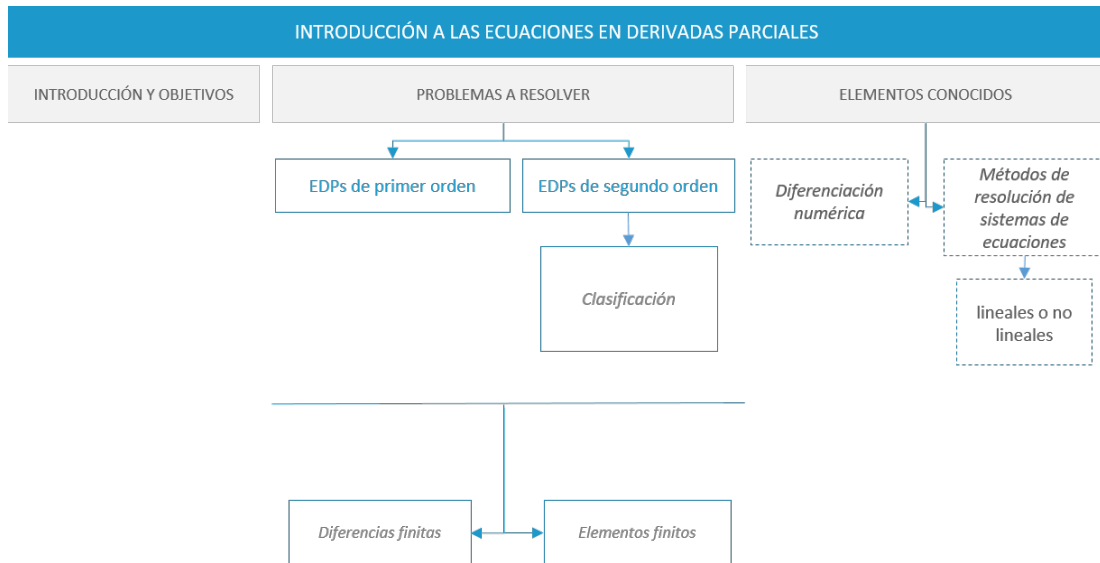 INTRODUCCIÓN A LAS ECUACIONES EN DERIVADAS PARCIALES
INTRODUCCIÓN Y OBJETIVOS
PROBLEMAS A RESOLVER
ELEMENTOS CONOCIDOS
EDPs de primer orden
EDPs de segundo orden
Clasificación
Diferenciación
numérica
Métodos de
resolución de
sistemas de
ecuaciones
lineales o no
lineales
Diferencias finitas
Elementos finitos